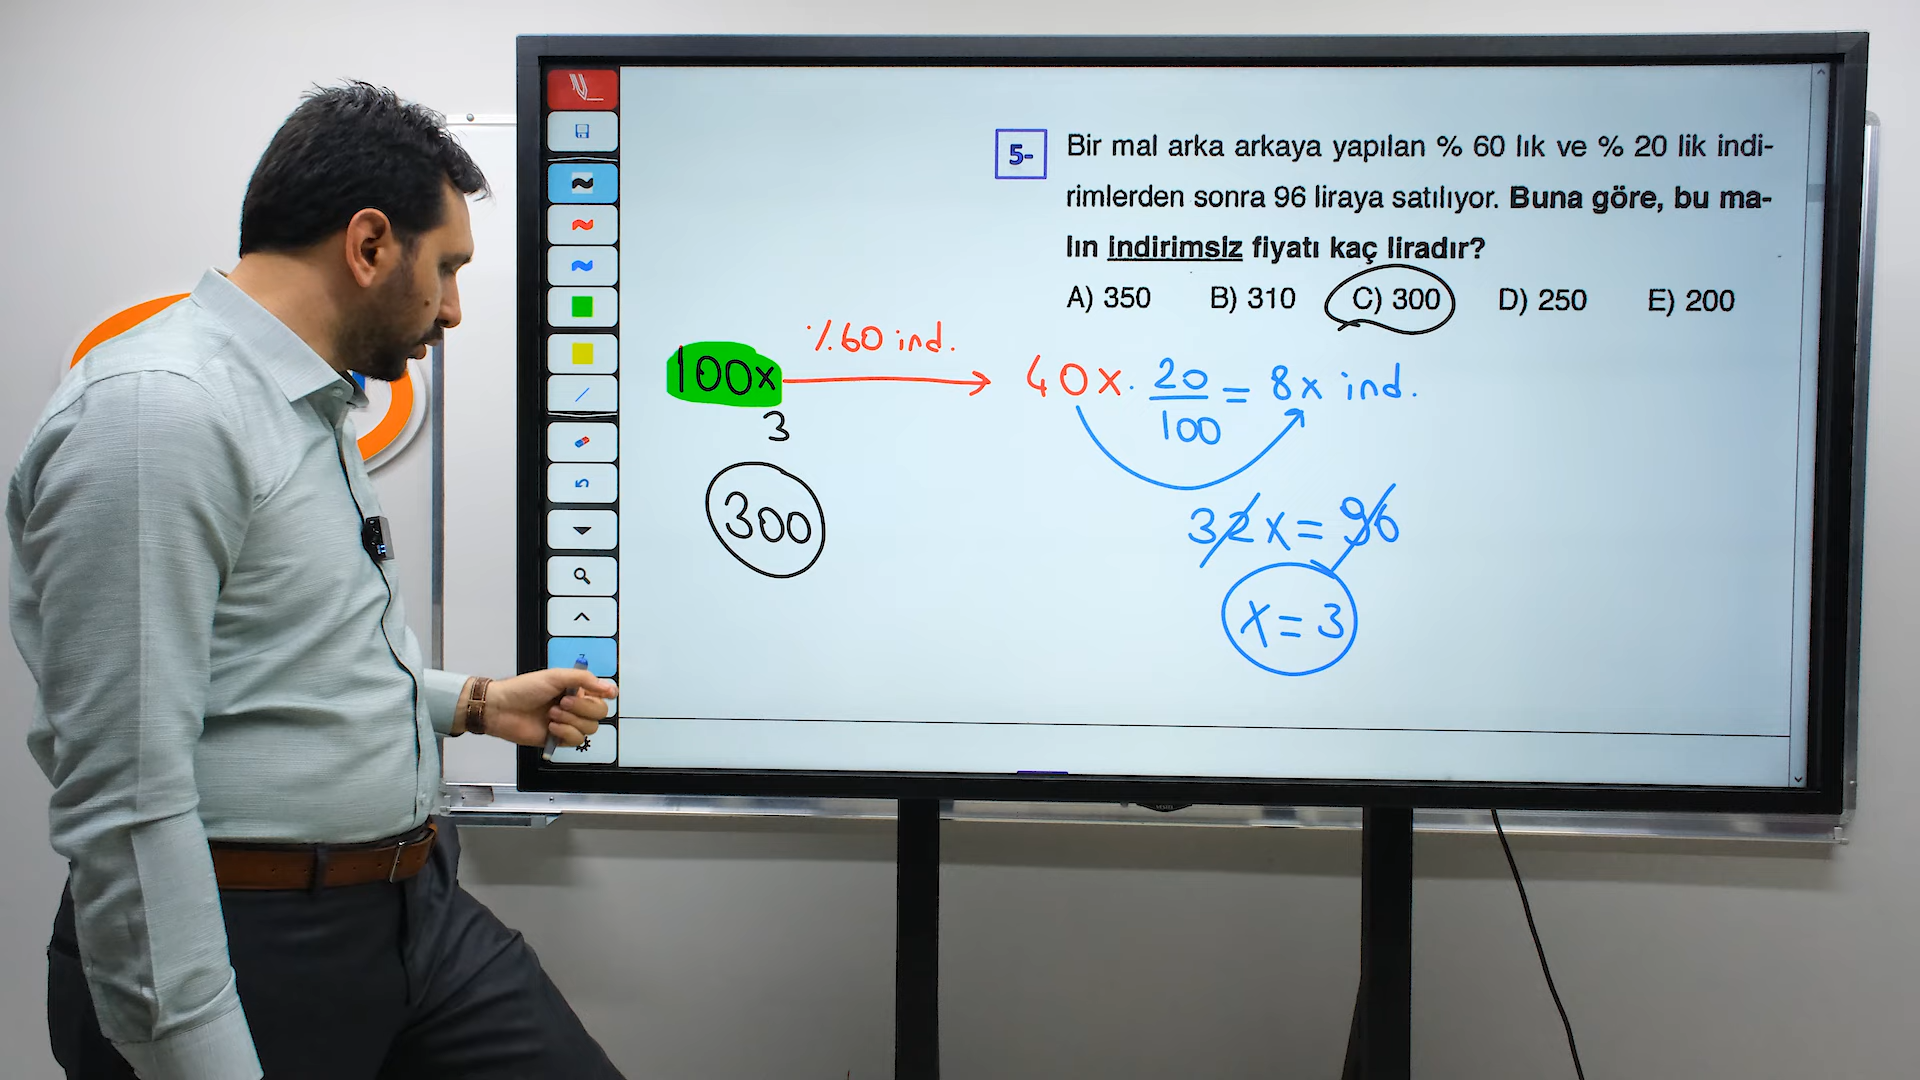 5- Bir mal arka arkaya yapılan % 60 lık ve % 20 lik indi-
rimlerden sonra 96 liraya satılıyor. Buna göre, bu ma-
lın indirimsiz fiyatı kaç liradır?
A) 350 B) 310 C) 300 D) 250 E) 200
100x %60 ind. 40x · 20/100 = 8x ind.
3
300
32x = 96
x = 3